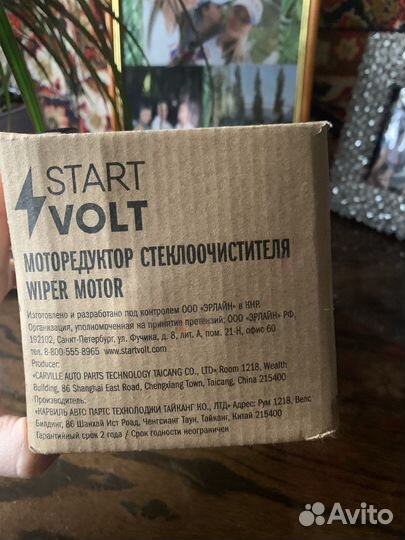 START
VOLT
МОТОРЕДУКТОР СТЕКЛООЧИСТИТЕЛЯ
WIPER MOTOR
Изготовлено и разработано под контролем ООО «ЭРЛАЙН» в КНР.
Организация, уполномоченная на принятие претензий: ООО «ЭРЛАЙН» РФ,
192102, Санкт-Петербург, ул. Фучика, д. 8, лит. А, пом. 21-Н, офис 60
тел. 8-800-555-8965 www.startvolt.com
Producer:
«CARVILLE AUTO PARTS TECHNOLOGY TAICANG CO., LTD» Room 1218, Wealth
Building, 86 Shanghai East Road, Chengxiang Town, Taicang, China 215400
Производитель:
«КАРВИЛЬ АВТО ПАРТС ТЕХНОЛОДЖИ ТАЙКАНГ КО., ЛТД» Адрес: Рум 1218, Велс
Билдинг, 86 Шанхай Ист Роад, Ченгсианг Таун, Тайканг, Китай 215400
Гарантийный срок 2 года / Срок годности неограничен
Avito